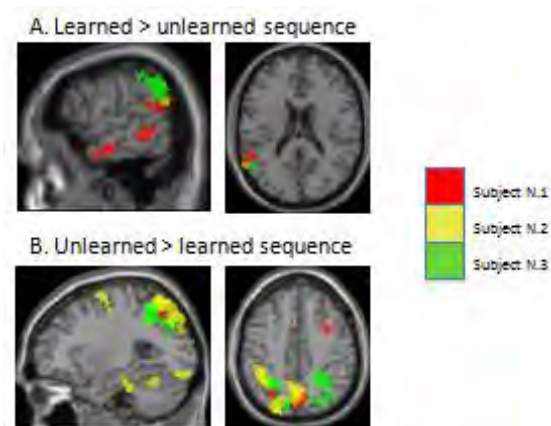 A. Learned > unlearned sequence
Subject N.1
Subject N.2
B. Unlearned > learned sequence
Subject N.3